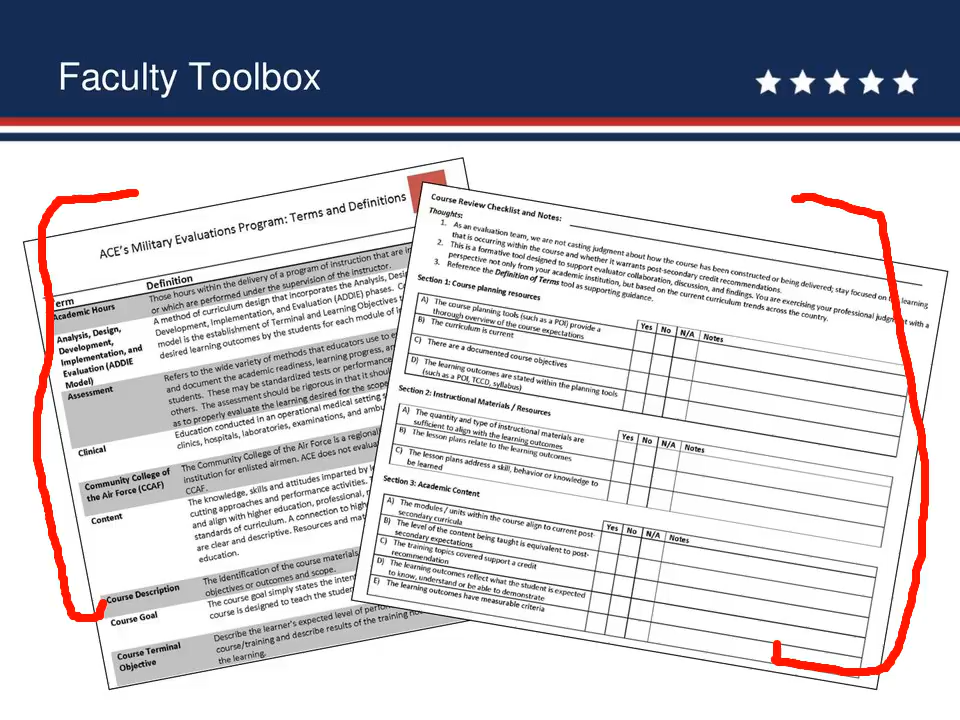 Faculty Toolbox
ACE's Military Evaluations Program: Terms and Definitions
Term Definition
Academic Hours
Those hours within the delivery of a program of instruction that are in
or which are performed under the supervision of the instructor.
Analysis, Design,
Development,
Implementation, and
Evaluation (ADDIE
Model)
A method of curriculum design that incorporates the Analysis, Desig
Development, Implementation, and Evaluation (ADDIE) phases.
model is the establishment of Terminal and Learning Objectives
desired learning outcomes by the students for each module of
Assessment
Refers to the wide variety of methods that educators use to
and document the academic readiness, learning progress,
students. These may be standardized tests or performance
others. The assessment should be rigorous in that it should
as to properly evaluate the learning desired for the scope
Clinical
Education conducted in an operational medical setting
clinics, hospitals, laboratories, examinations, and
Community College of
the Air Force (CCAF)
The Community College of the Air Force is a regional
institution for enlisted airmen. ACE does not
CCAF.
Content
The knowledge, skills and attitudes imparted by
cutting approaches and performance activities.
and align with higher education, professional,
standards of curriculum. A connection to
are clear and descriptive. Resources and
education.
Course Description
The identification of the course materials,
objectives or outcomes and scope.
Course Goal
The course goal simply states the
course is designed to teach the
Course Terminal
Objective
Describe the learner's expected level of
course/training and describe results of the training
the learning.
Course Review Checklist and Notes:
Thoughts:
1. As an evaluation team, we are not casting judgment about how the course has been constructed or being delivered; stay focused on the learning
that is occurring within the course and whether it warrants post-secondary credit recommendations.
2. This is a formative tool designed to support evaluator collaboration, discussion, and findings. You are exercising your professional judgment with a
perspective not only from your academic institution, but based on the current curriculum trends across the country.
3. Reference the Definition of Terms tool as supporting guidance.
Section 1: Course planning resources
Yes No N/A Notes
A) The course planning tools (such as a POI) provide a
thorough overview of the course expectations
B) The curriculum is current
C) There are a documented course objectives
D) The learning outcomes are stated within the planning tools
(such as a POI, TCCD, syllabus)
Section 2: Instructional Materials / Resources
Yes No N/A Notes
A) The quantity and type of instructional materials are
sufficient to align with the learning outcomes
B) The lesson plans relate to the learning outcomes
C) The lesson plans address a skill, behavior or knowledge to
be learned
Section 3: Academic Content
Yes No N/A Notes
A) The modules / units within the course align to current post-
secondary curricula
B) The level of the content being taught is equivalent to post-
secondary expectations
C) The training topics covered support a credit
recommendation
D) The learning outcomes reflect what the student is expected
to know, understand or be able to demonstrate
E) The learning outcomes have measurable criteria